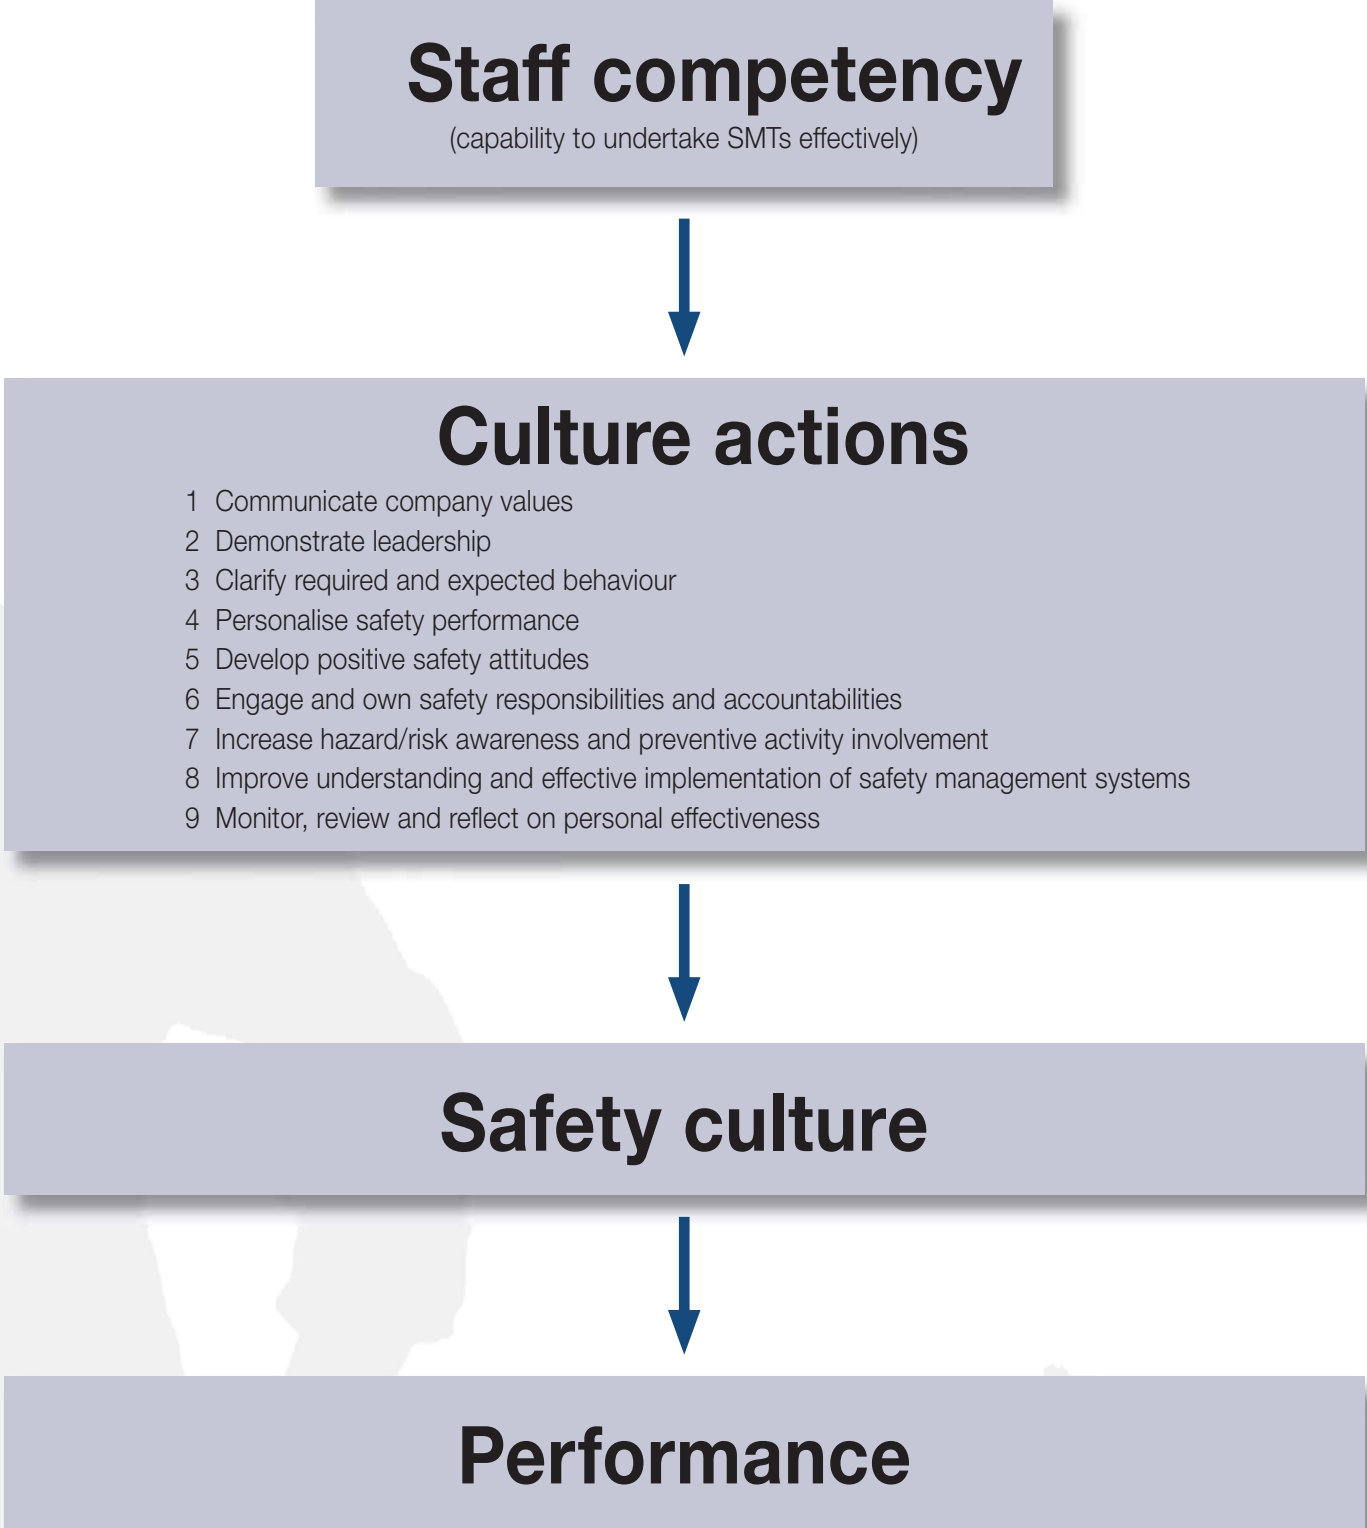 Staff competency
(capability to undertake SMTs effectively)
Culture actions
1 Communicate company values
2 Demonstrate leadership
3 Clarify required and expected behaviour
4 Personalise safety performance
5 Develop positive safety attitudes
6 Engage and own safety responsibilities and accountabilities
7 Increase hazard/risk awareness and preventive activity involvement
8 Improve understanding and effective implementation of safety management systems
9 Monitor, review and reflect on personal effectiveness
Safety culture
Performance